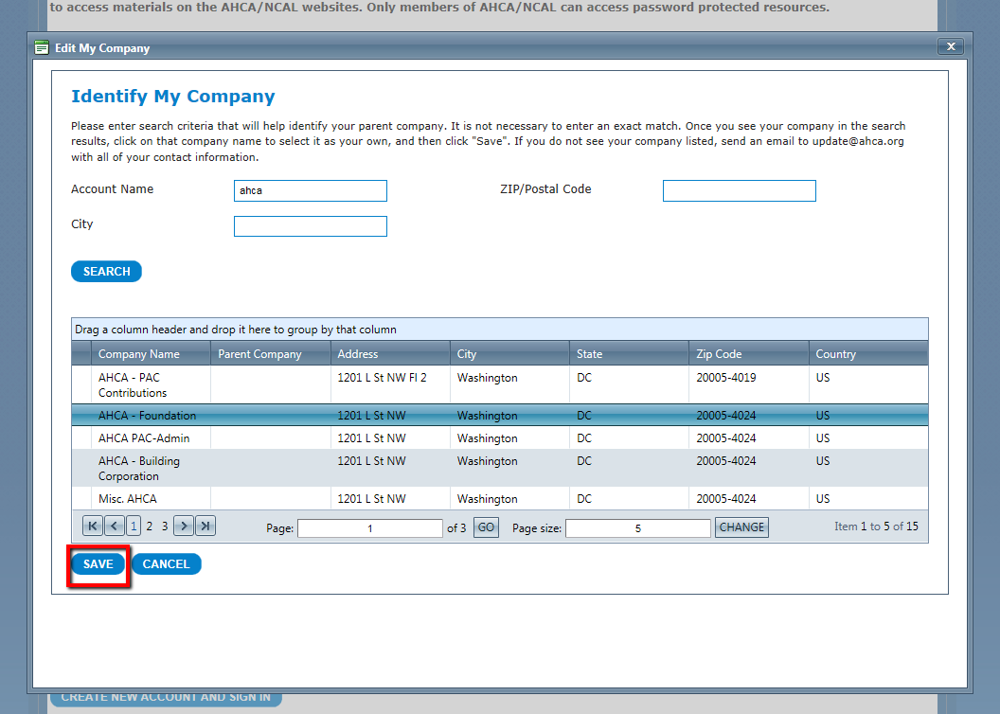 to access materials on the AHCA/NCAL websites. Only members of AHCA/NCAL can access password protected resources.
Edit My Company
X
Identify My Company
Please enter search criteria that will help identify your parent company. It is not necessary to enter an exact match. Once you see your company in the search
results, click on that company name to select it as your own, and then click "Save". If you do not see your company listed, send an email to update@ahca.org
with all of your contact information.
Account Name ahca ZIP/Postal Code
City
SEARCH
Drag a column header and drop it here to group by that column
Company Name Parent Company Address City State Zip Code Country
AHCA - PAC 1201 L St NW Fl 2 Washington DC 20005-4019 US
Contributions
AHCA - Foundation 1201 L St NW Washington DC 20005-4024 US
AHCA PAC-Admin 1201 L St NW Washington DC 20005-4024 US
AHCA - Building 1201 L St NW Washington DC 20005-4024 US
Corporation
Misc. AHCA 1201 L St NW Washington DC 20005-4024 US
1 2 3 Page: 1 of 3 GO Page size: 5 CHANGE Item 1 to 5 of 15
SAVE CANCEL
CREATE NEW ACCOUNT AND SIGN IN